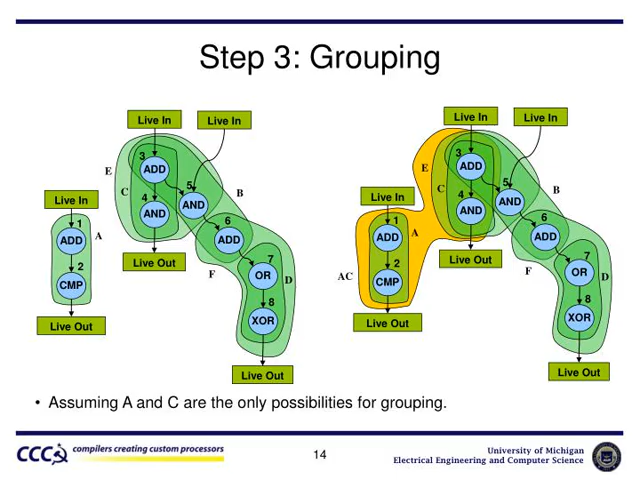 Step 3: Grouping
Live In
Live In
3
ADD
E
C
4
AND
5
AND
B
Live In
1
ADD
A
2
CMP
Live Out
Live Out
6
ADD
F
7
OR
D
8
XOR
Live Out
Live In
Live In
3
ADD
E
C
4
AND
5
AND
B
Live In
1
ADD
A
2
CMP
AC
Live Out
Live Out
6
ADD
F
7
OR
D
8
XOR
Live Out
• Assuming A and C are the only possibilities for grouping.
CCC compilers creating custom processors
14
University of Michigan
Electrical Engineering and Computer Science